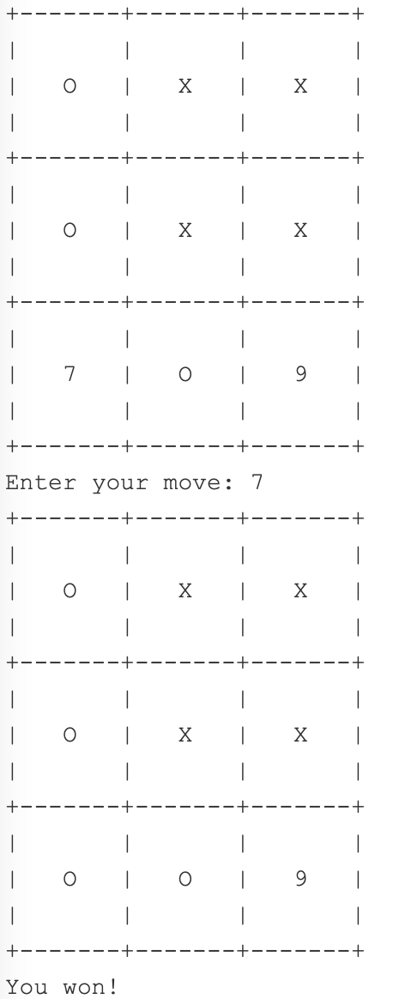 +-------+-------+-------+
|       |       |       |
|   O   |   X   |   X   |
|       |       |       |
+-------+-------+-------+
|       |       |       |
|   O   |   X   |   X   |
|       |       |       |
+-------+-------+-------+
|       |       |       |
|   7   |   O   |   9   |
|       |       |       |
+-------+-------+-------+
Enter your move: 7
+-------+-------+-------+
|       |       |       |
|   O   |   X   |   X   |
|       |       |       |
+-------+-------+-------+
|       |       |       |
|   O   |   X   |   X   |
|       |       |       |
+-------+-------+-------+
|       |       |       |
|   O   |   O   |   9   |
|       |       |       |
+-------+-------+-------+
You won!